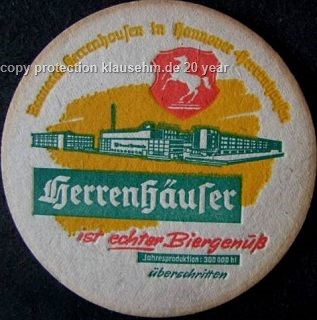 Brauerei Herrenhausen in Hannover-Herrenhausen
copy protection klausehm.de 20 year
Herrenhäuser
ist echter Biergenuß
Jahresproduktion: 300 000 hl
überschritten